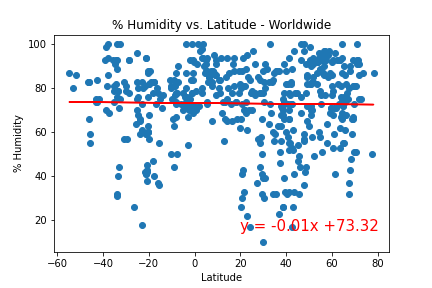 % Humidity vs. Latitude - Worldwide
100
80
60
40
20
% Humidity
y = -0.01x +73.32
−60 −40 −20 0 20 40 60 80
Latitude